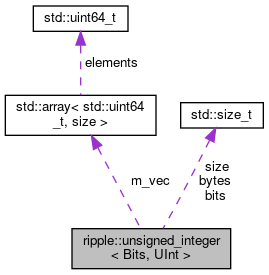 std::uint64_t
elements
std::array< std::uint64
_t, size >
std::size_t
m_vec
size
bytes
bits
ripple::unsigned_integer
< Bits, UInt >